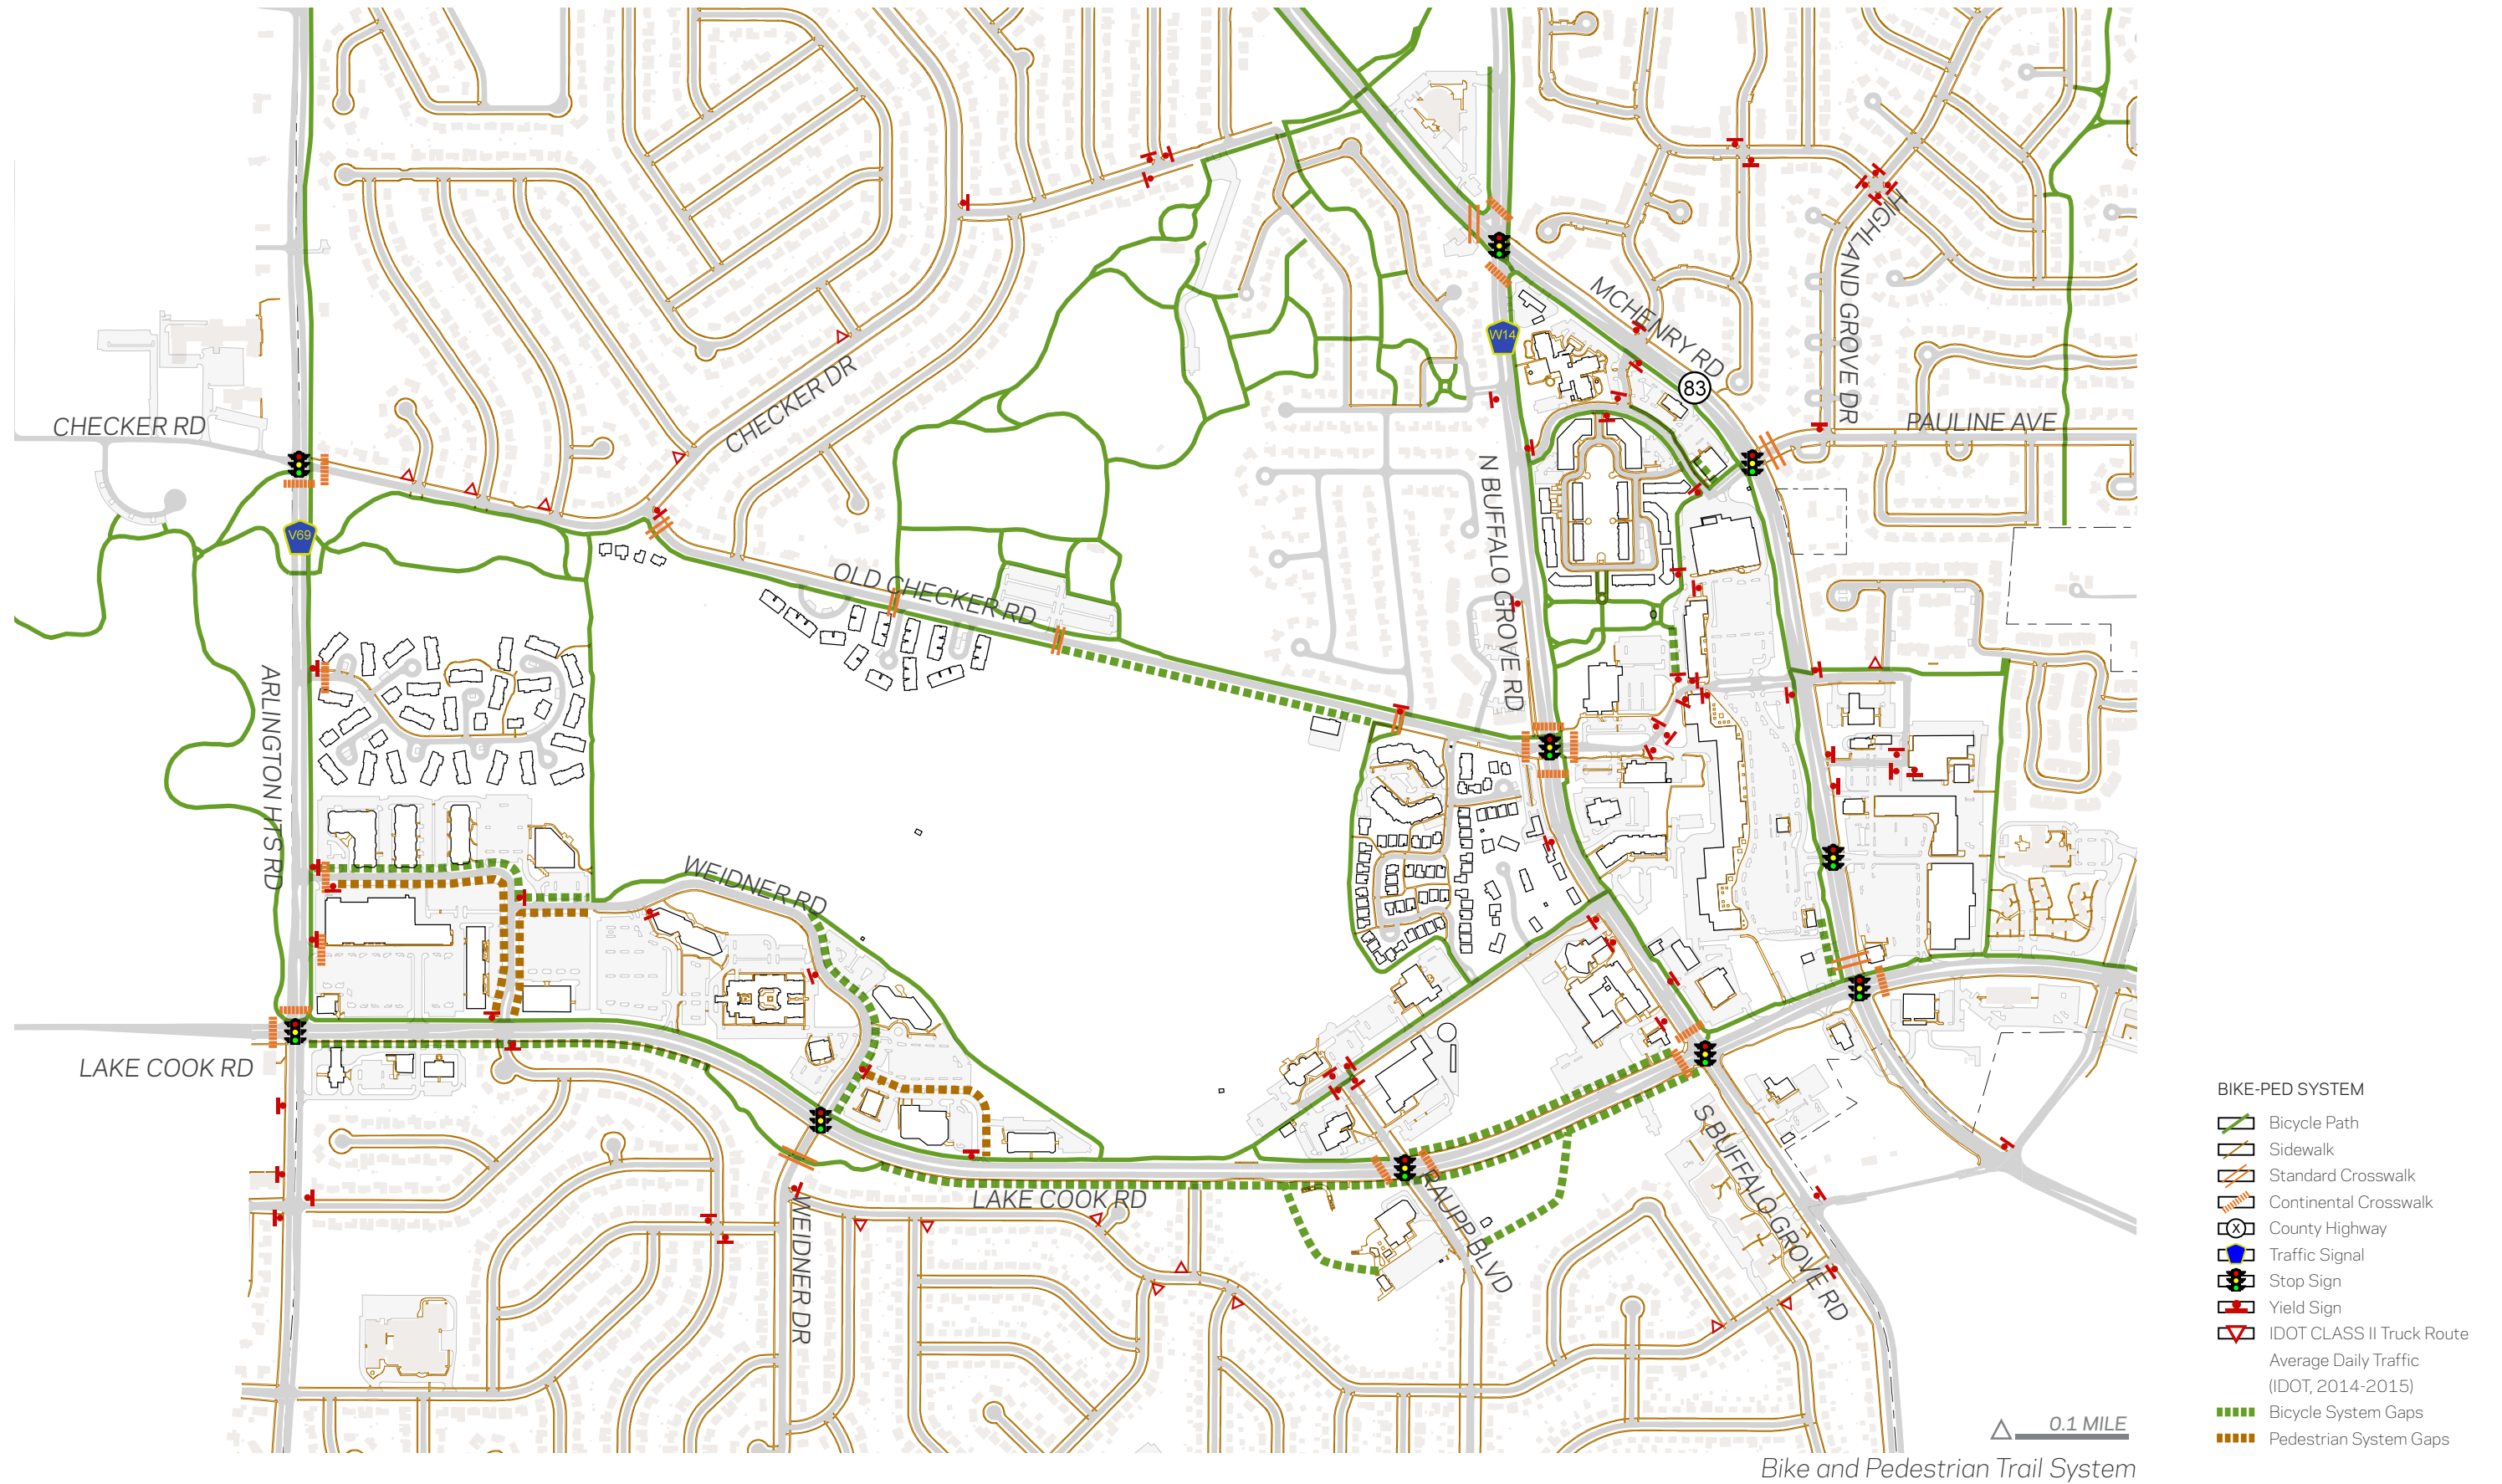 HIGHLAND GROVE DR
MCHENRY RD
W14
83
CHECKER DR
CHECKER RD
PAULINE AVE
V69
N BUFFALO GROVE RD
OLD CHECKER RD
ARLINGTON HTS RD
WEIDNER RD
LAKE COOK RD
LAKE COOK RD
WEIDNER DR
RAUPP BLVD
S BUFFALO GROVE RD
BIKE-PED SYSTEM
Bicycle Path
Sidewalk
Standard Crosswalk
Continental Crosswalk
X County Highway
Traffic Signal
Stop Sign
Yield Sign
IDOT CLASS II Truck Route
Average Daily Traffic
(IDOT, 2014-2015)
Bicycle System Gaps
Pedestrian System Gaps
0.1 MILE
Bike and Pedestrian Trail System